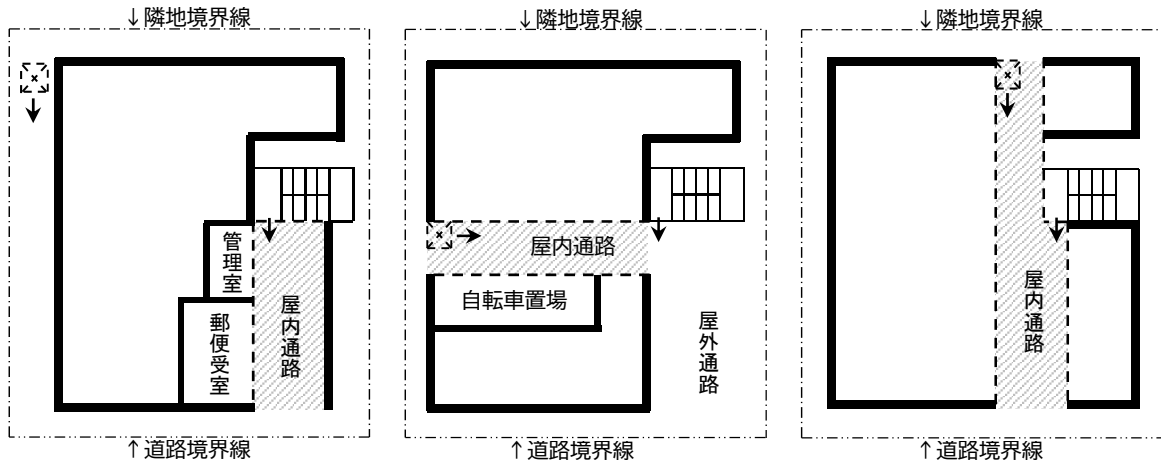 ↓隣地境界線
管理室
郵便受室
屋内通路
↑道路境界線
↓隣地境界線
屋内通路
自転車置場
屋外通路
↑道路境界線
↓隣地境界線
屋内通路
↑道路境界線